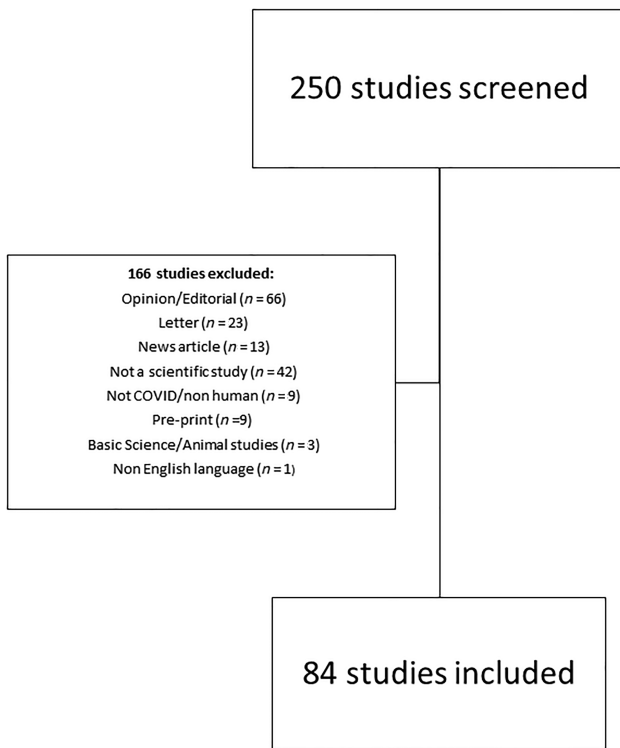 250 studies screened
166 studies excluded:
Opinion/Editorial (n = 66)
Letter (n = 23)
News article (n = 13)
Not a scientific study (n = 42)
Not COVID/non human (n = 9)
Pre-print (n =9)
Basic Science/Animal studies (n = 3)
Non English language (n = 1)
84 studies included